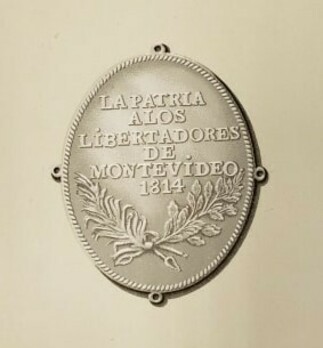 LA PATRIA
A LOS
LiBERTADORES
DE
MONTEViDEO
1814